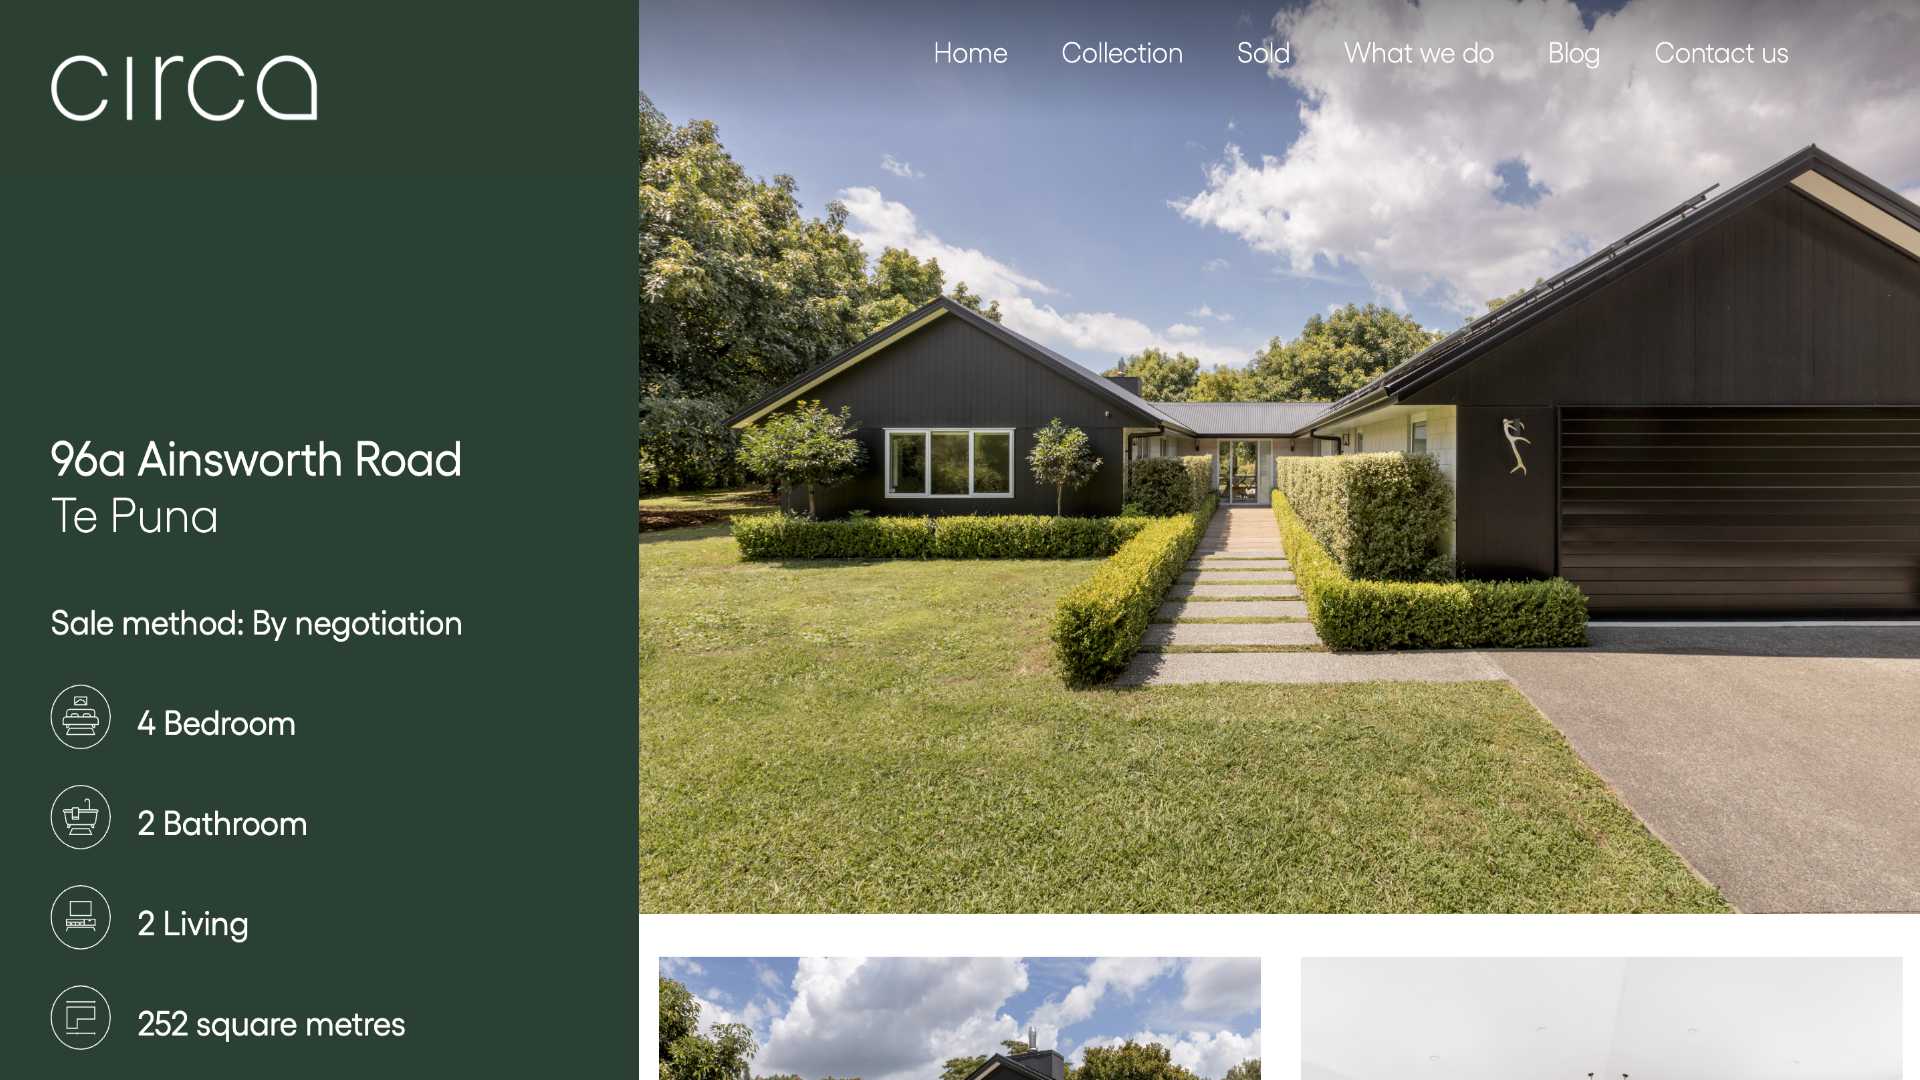 circa
Home
Collection
Sold
What we do
Blog
Contact us
96a Ainsworth Road
Te Puna
Sale method: By negotiation
4 Bedroom
2 Bathroom
2 Living
252 square metres